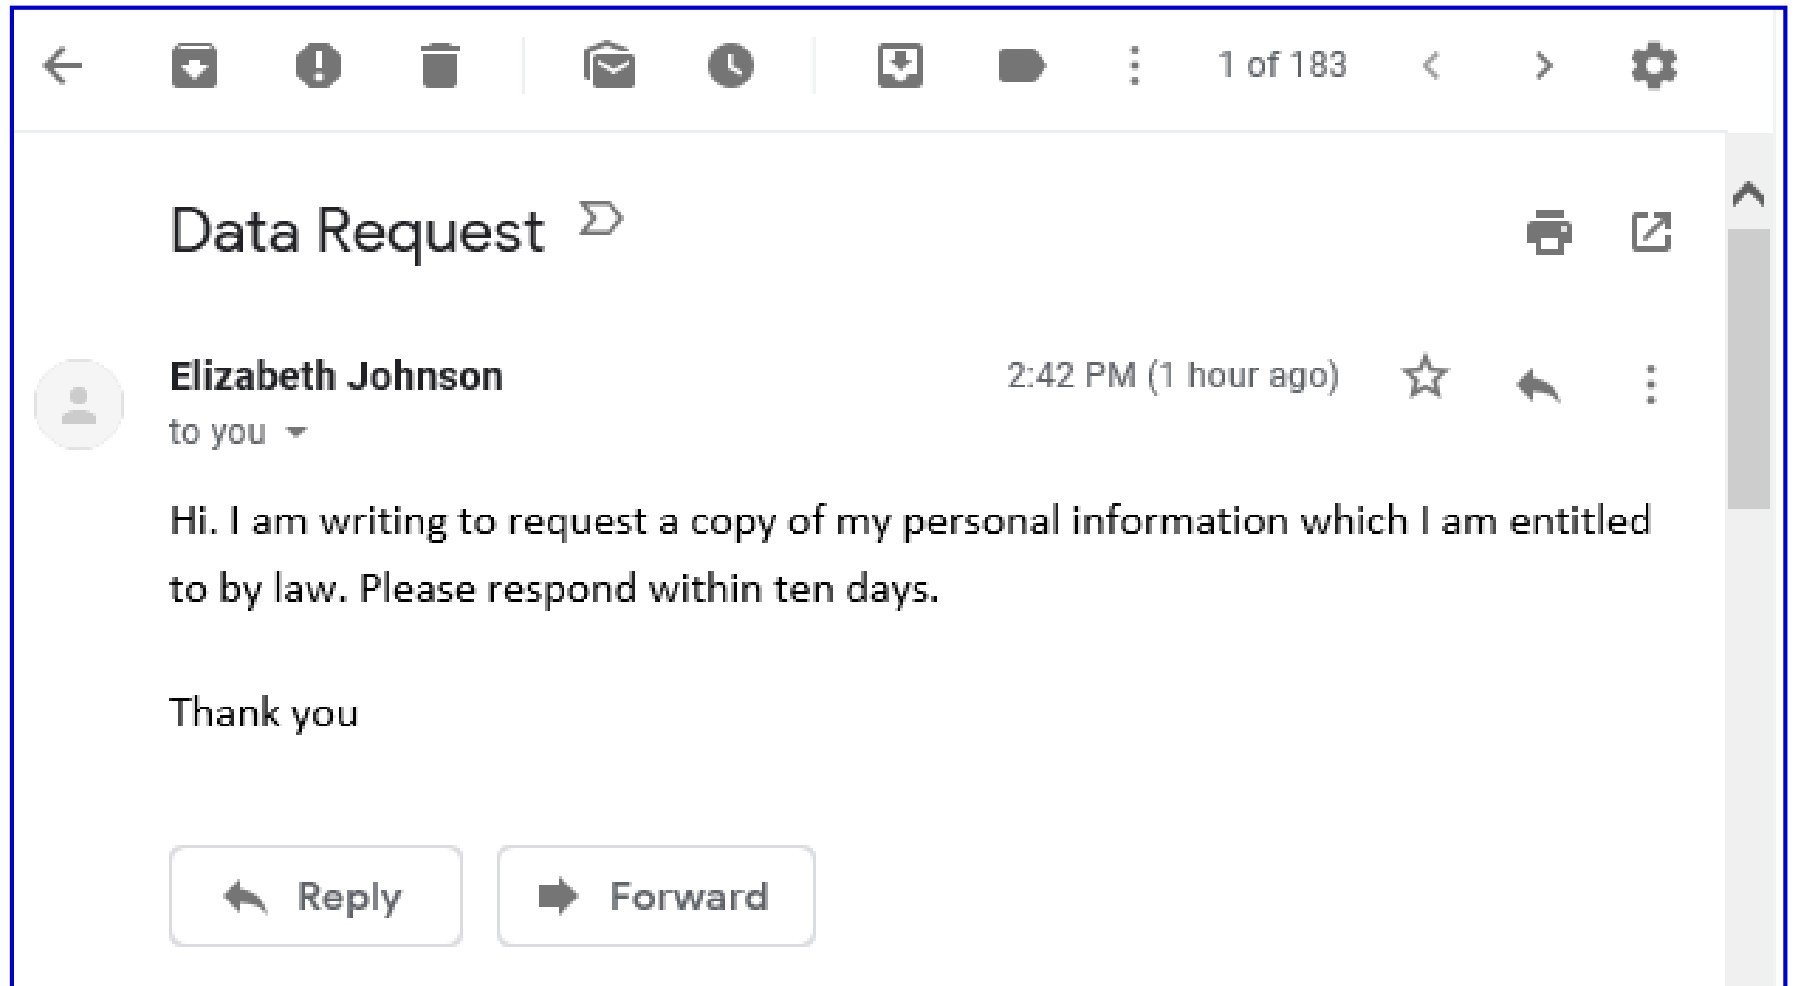 1 of 183
Data Request
Elizabeth Johnson
2:42 PM (1 hour ago)
to you
Hi. I am writing to request a copy of my personal information which I am entitled
to by law. Please respond within ten days.
Thank you
Reply
Forward